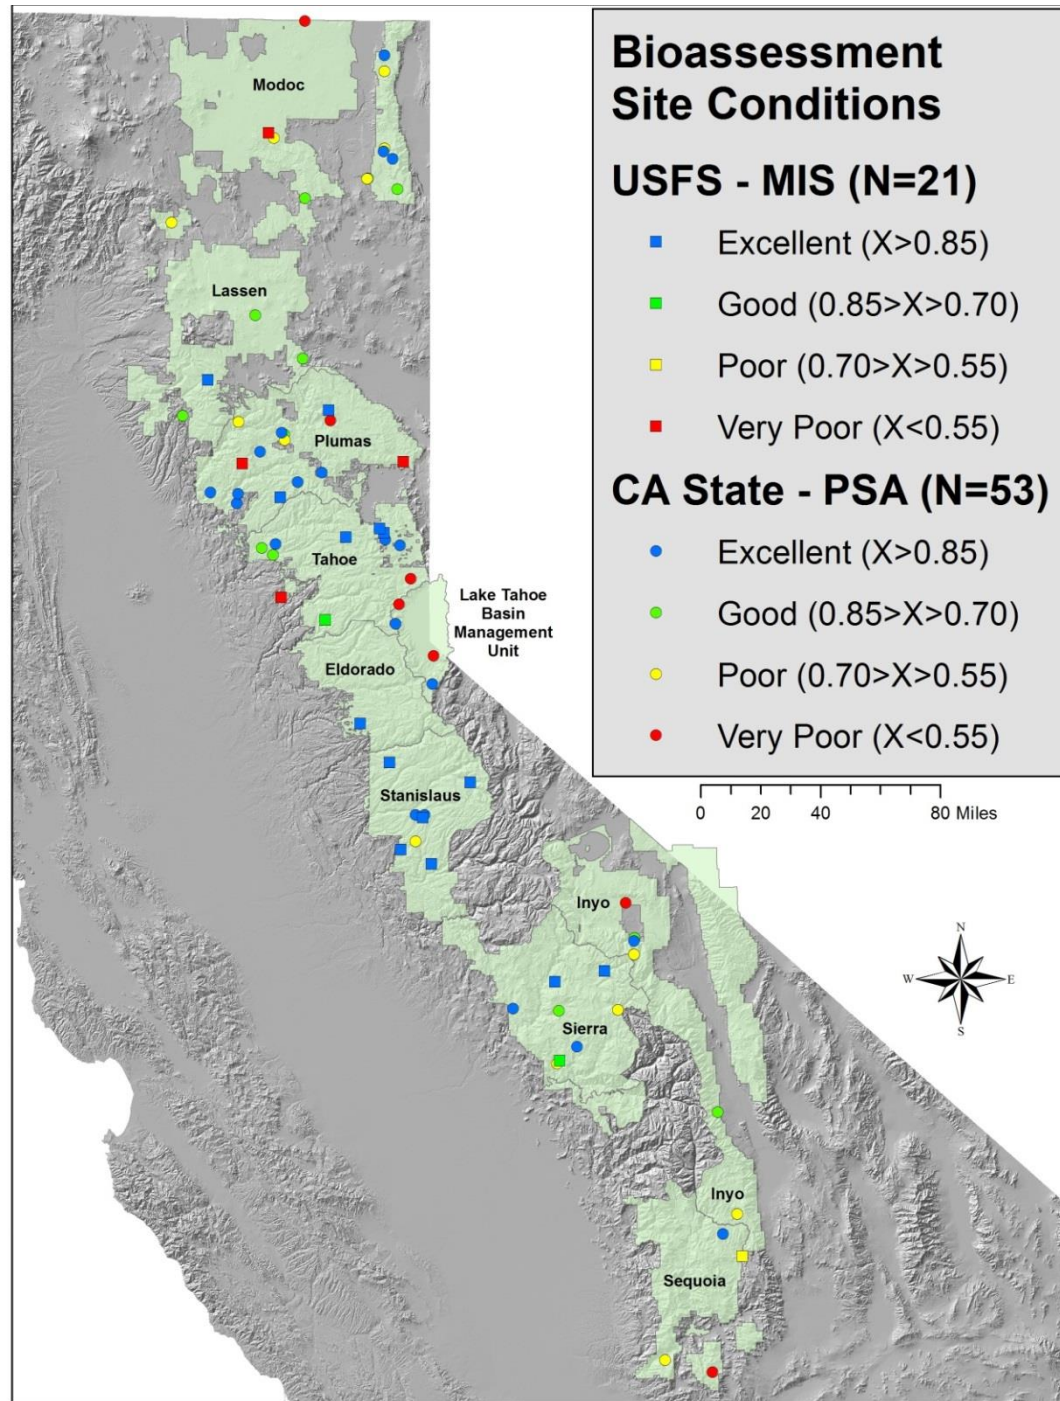 Bioassessment
Site Conditions
USFS - MIS (N=21)
Excellent (X>0.85)
Good (0.85>X>0.70)
Poor (0.70>X>0.55)
Very Poor (X<0.55)
CA State - PSA (N=53)
Excellent (X>0.85)
Good (0.85>X>0.70)
Poor (0.70>X>0.55)
Very Poor (X<0.55)
0 20 40 80 Miles
Modoc
Lassen
Plumas
Tahoe
Lake Tahoe
Basin
Management
Unit
Eldorado
Stanislaus
Inyo
Sierra
Inyo
Sequoia
N
W E
S